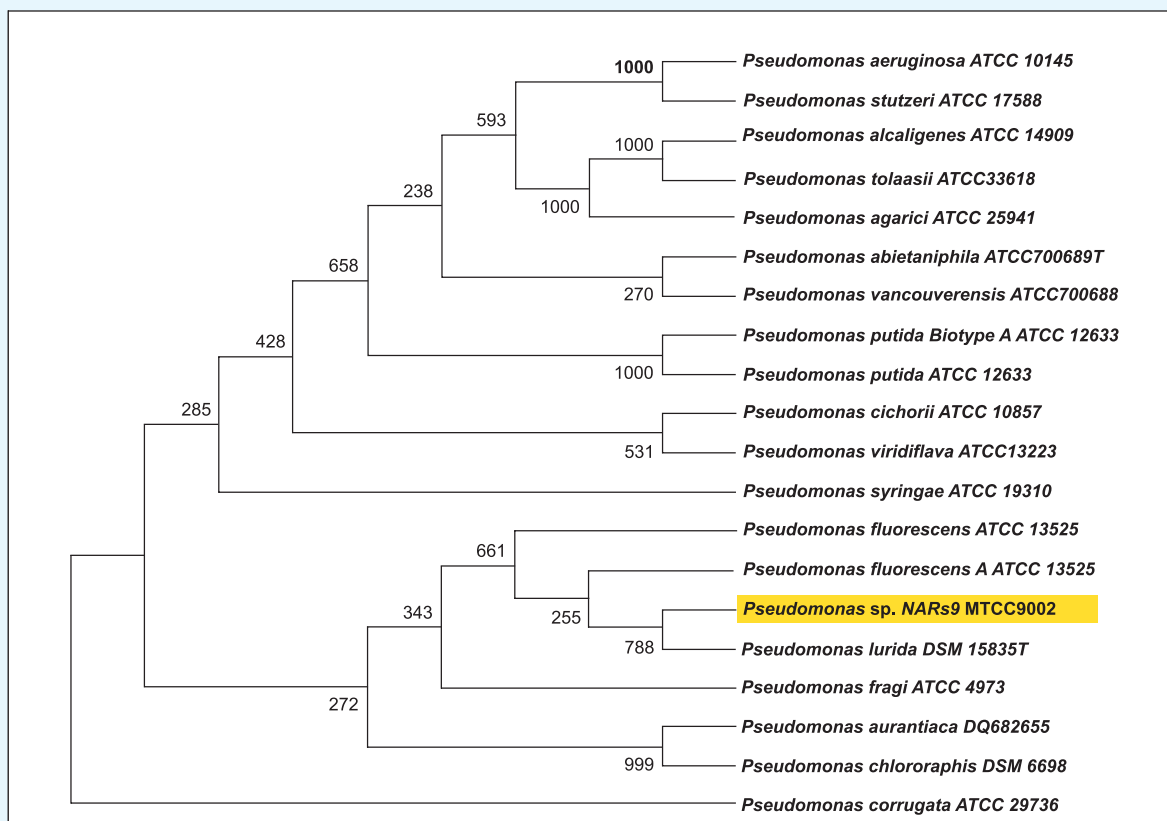 1000
Pseudomonas aeruginosa ATCC 10145
Pseudomonas stutzeri ATCC 17588
593
Pseudomonas alcaligenes ATCC 14909
1000
Pseudomonas tolaasii ATCC33618
238
1000
Pseudomonas agarici ATCC 25941
Pseudomonas abietaniphila ATCC700689T
658
270
Pseudomonas vancouverensis ATCC700688
Pseudomonas putida Biotype A ATCC 12633
428
1000
Pseudomonas putida ATCC 12633
285
Pseudomonas cichorii ATCC 10857
531
Pseudomonas viridiflava ATCC13223
Pseudomonas syringae ATCC 19310
Pseudomonas fluorescens ATCC 13525
661
Pseudomonas fluorescens A ATCC 13525
343
255
Pseudomonas sp. NARs9 MTCC9002
788
Pseudomonas lurida DSM 15835T
272
Pseudomonas fragi ATCC 4973
Pseudomonas aurantiaca DQ682655
999
Pseudomonas chlororaphis DSM 6698
Pseudomonas corrugata ATCC 29736